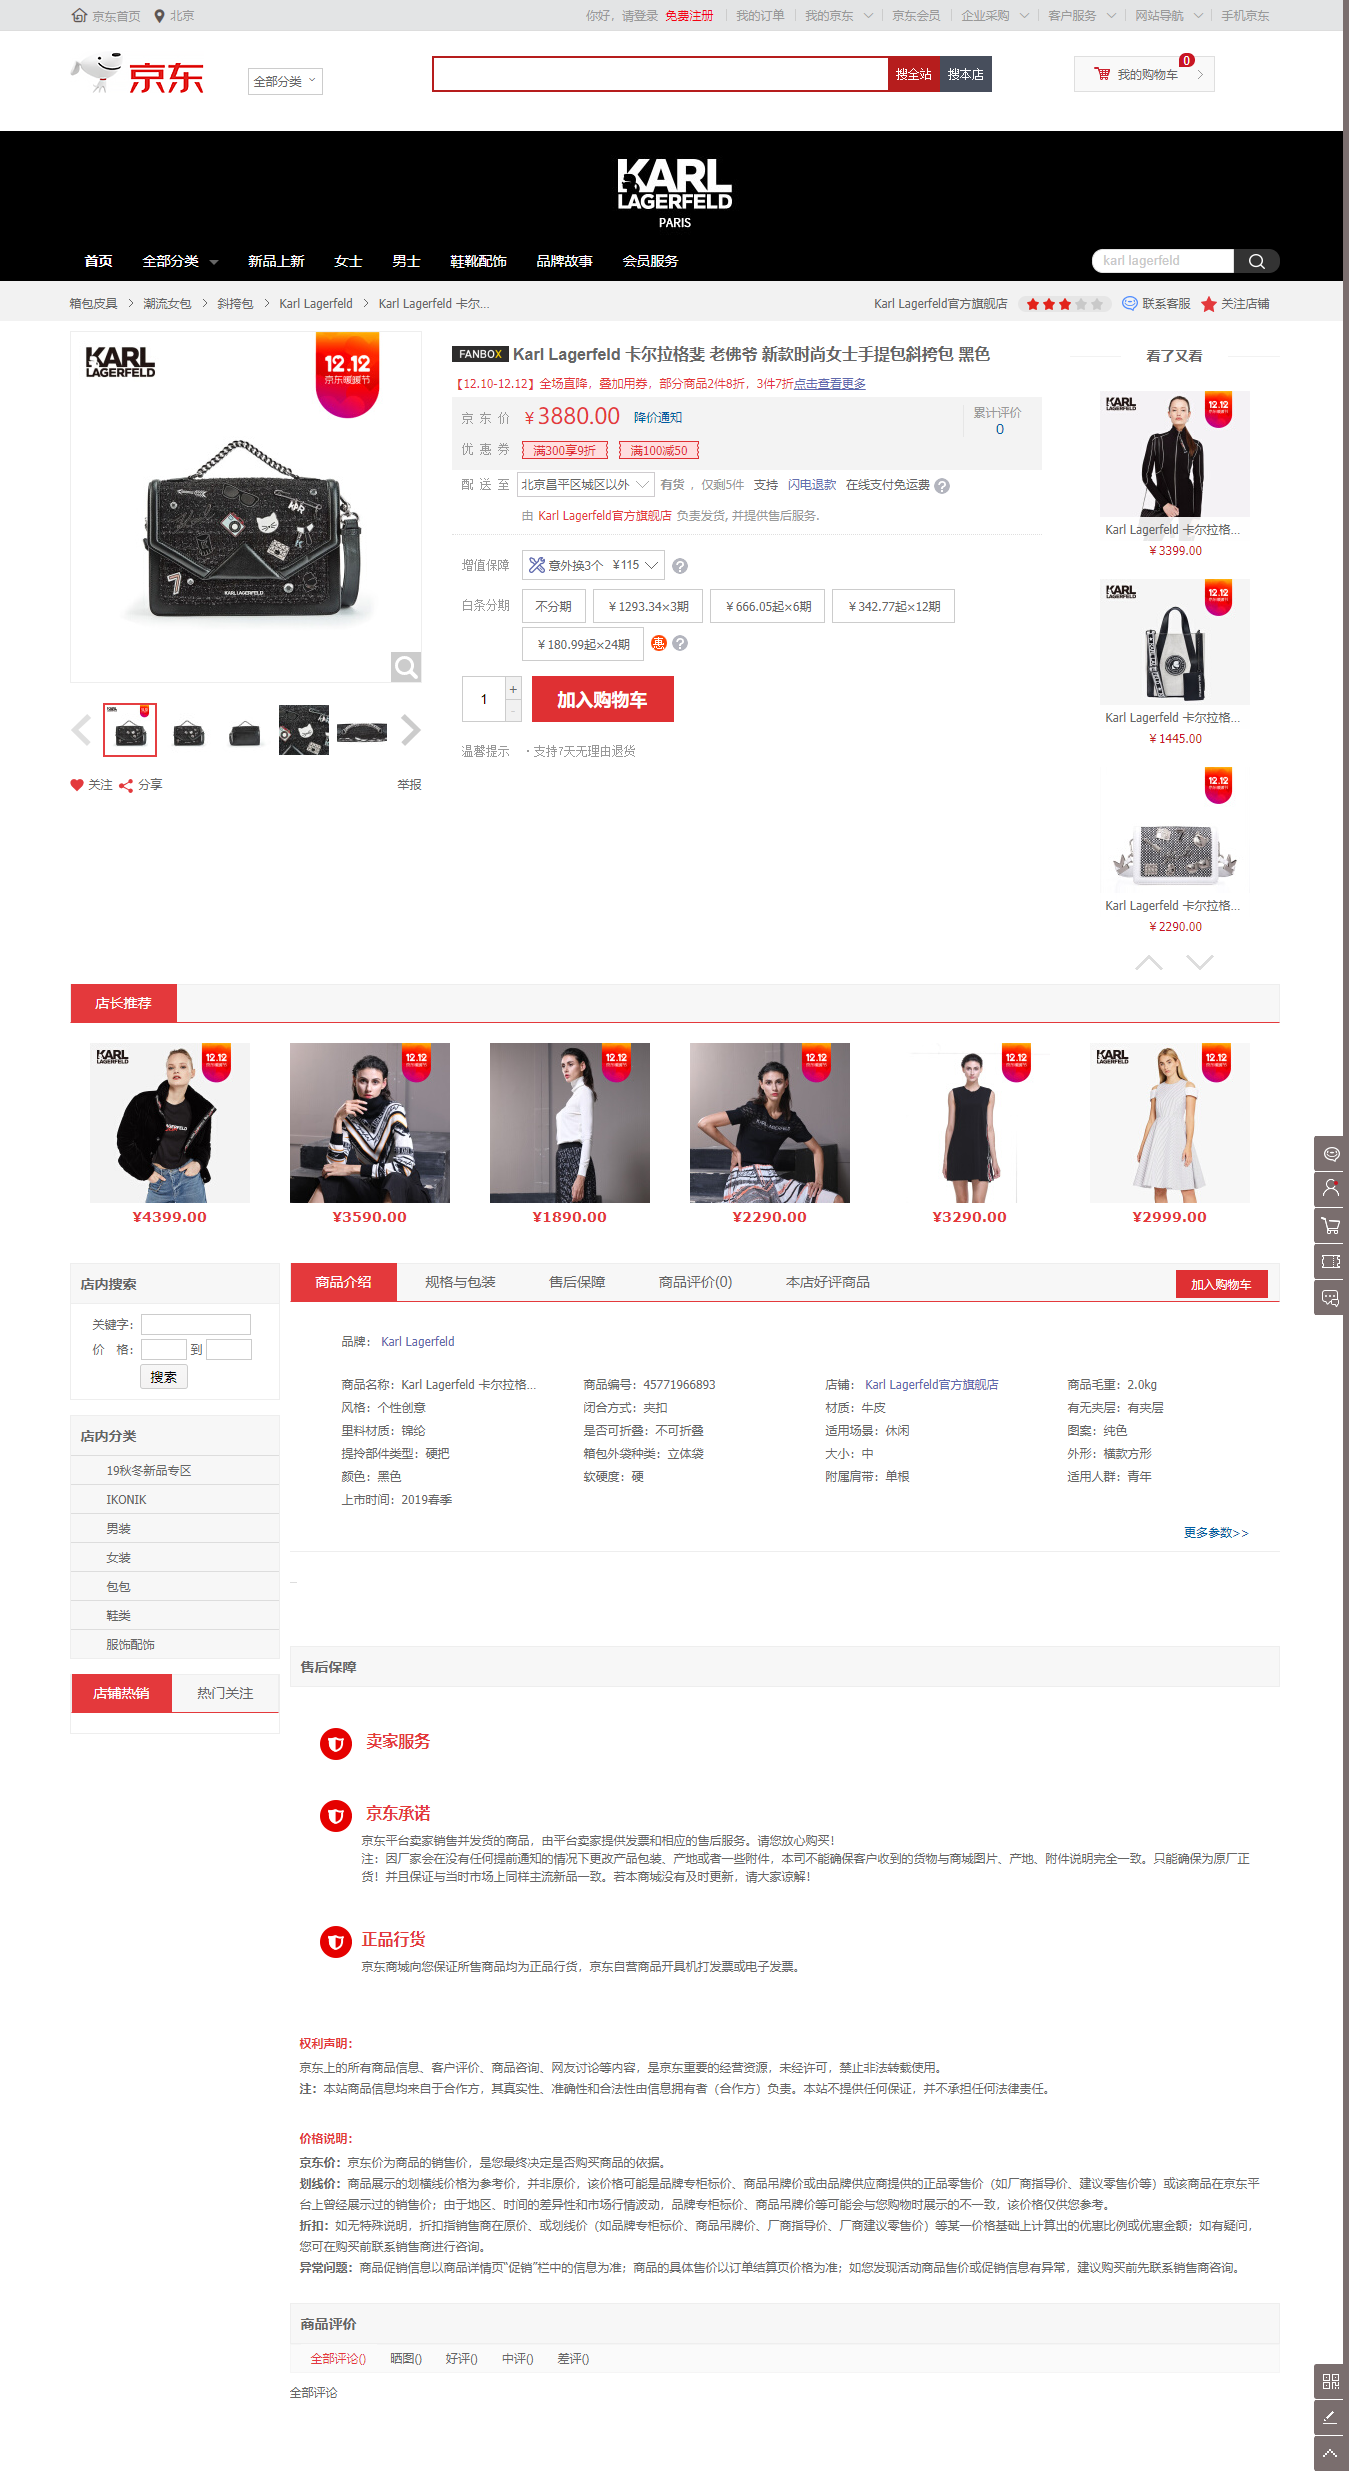 京东首页 北京 你好，请登录 免费注册 我的订单 我的京东 京东会员 企业采购 客户服务 网站导航 手机京东
京东 全部分类 搜全站 搜本店 我的购物车 0
KARL
LAGERFELD
PARIS
首页 全部分类 新品上新 女士 男士 鞋靴配饰 品牌故事 会员服务 karl lagerfeld
箱包皮具 > 潮流女包 > 斜挎包 > Karl Lagerfeld > Karl Lagerfeld 卡尔... Karl Lagerfeld官方旗舰店 联系客服 关注店铺
KARL
LAGERFELD
12.12
京东暖暖节
KARL LAGERFELD
关注 分享 举报
FANBOX Karl Lagerfeld 卡尔拉格斐 老佛爷 新款时尚女士手提包斜挎包 黑色
【12.10-12.12】全场直降，叠加用券，部分商品2件8折，3件7折点击查看更多
京 东 价 ￥3880.00 降价通知 累计评价
0
优 惠 券 满300享9折 满100减50
配 送 至 北京昌平区城区以外 有货 ，仅剩5件 支持 闪电退款 在线支付免运费
由 Karl Lagerfeld官方旗舰店 负责发货, 并提供售后服务.
增值保障 意外换3个 ¥115
白条分期 不分期 ￥1293.34×3期 ￥666.05起×6期 ￥342.77起×12期
￥180.99起×24期 惠
1 + - 加入购物车
温馨提示 · 支持7天无理由退货
看了又看
KARL
LAGERFELD
12.12
Karl Lagerfeld 卡尔拉格...
￥3399.00
KARL
LAGERFELD
12.12
Karl Lagerfeld 卡尔拉格...
￥1445.00
12.12
Karl Lagerfeld 卡尔拉格...
￥2290.00
店长推荐
KARL LAGERFELD 12.12 12.12 12.12 12.12 12.12 KARL LAGERFELD 12.12
¥4399.00 ¥3590.00 ¥1890.00 ¥2290.00 ¥3290.00 ¥2999.00
店内搜索
关键字：
价 格： 到
搜索
店内分类
19秋冬新品专区
IKONIK
男装
女装
包包
鞋类
服饰配饰
店铺热销 热门关注
商品介绍 规格与包装 售后保障 商品评价(0) 本店好评商品 加入购物车
品牌： Karl Lagerfeld
商品名称：Karl Lagerfeld 卡尔拉格... 商品编号：45771966893 店铺： Karl Lagerfeld官方旗舰店 商品毛重：2.0kg
风格：个性创意 闭合方式：夹扣 材质：牛皮 有无夹层：有夹层
里料材质：锦纶 是否可折叠：不可折叠 适用场景：休闲 图案：纯色
提拎部件类型：硬把 箱包外袋种类：立体袋 大小：中 外形：横款方形
颜色：黑色 软硬度：硬 附属肩带：单根 适用人群：青年
上市时间：2019春季
更多参数>>
售后保障
卖家服务
京东承诺
京东平台卖家销售并发货的商品，由平台卖家提供发票和相应的售后服务。请您放心购买！
注：因厂家会在没有任何提前通知的情况下更改产品包装、产地或者一些附件，本司不能确保客户收到的货物与商城图片、产地、附件说明完全一致。只能确保为原厂正
货！并且保证与当时市场上同样主流新品一致。若本商城没有及时更新，请大家谅解！
正品行货
京东商城向您保证所售商品均为正品行货，京东自营商品开具机打发票或电子发票。
权利声明：
京东上的所有商品信息、客户评价、商品咨询、网友讨论等内容，是京东重要的经营资源，未经许可，禁止非法转载使用。
注：本站商品信息均来自于合作方，其真实性、准确性和合法性由信息拥有者（合作方）负责。本站不提供任何保证，并不承担任何法律责任。
价格说明：
京东价：京东价为商品的销售价，是您最终决定是否购买商品的依据。
划线价：商品展示的划横线价格为参考价，并非原价，该价格可能是品牌专柜标价、商品吊牌价或由品牌供应商提供的正品零售价（如厂商指导价、建议零售价等）或该商品在京东平
台上曾经展示过的销售价；由于地区、时间的差异性和市场行情波动，品牌专柜标价、商品吊牌价等可能会与您购物时展示的不一致，该价格仅供您参考。
折扣：如无特殊说明，折扣指销售商在原价、或划线价（如品牌专柜标价、商品吊牌价、厂商指导价、厂商建议零售价）等某一价格基础上计算出的优惠比例或优惠金额；如有疑问，
您可在购买前联系销售商进行咨询。
异常问题：商品促销信息以商品详情页“促销”栏中的信息为准；商品的具体售价以订单结算页价格为准；如您发现活动商品售价或促销信息有异常，建议购买前先联系销售商咨询。
商品评价
全部评论() 晒图() 好评() 中评() 差评()
全部评论